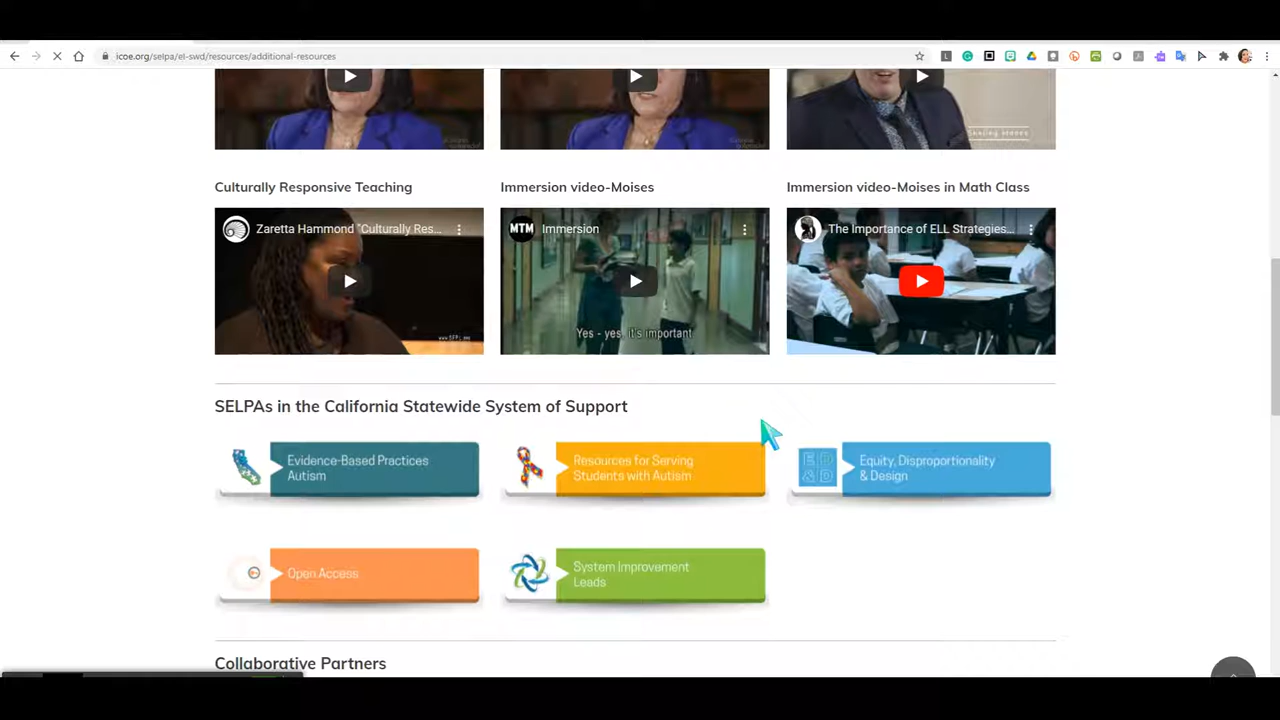 icoe.org/selpa/el-swd/resources/additional-resources
Culturally Responsive Teaching
Immersion video-Moises
Immersion video-Moises in Math Class
Zaretta Hammond "Culturally Res...
MTM
Immersion
The Importance of ELL Strategies...
Yes - yes, it's important.
SELPAs in the California Statewide System of Support
Evidence-Based Practices
Autism
Resources for Serving
Students with Autism
ED
&D
Equity, Disproportionality
& Design
Open Access
System Improvement
Leads
Collaborative Partners